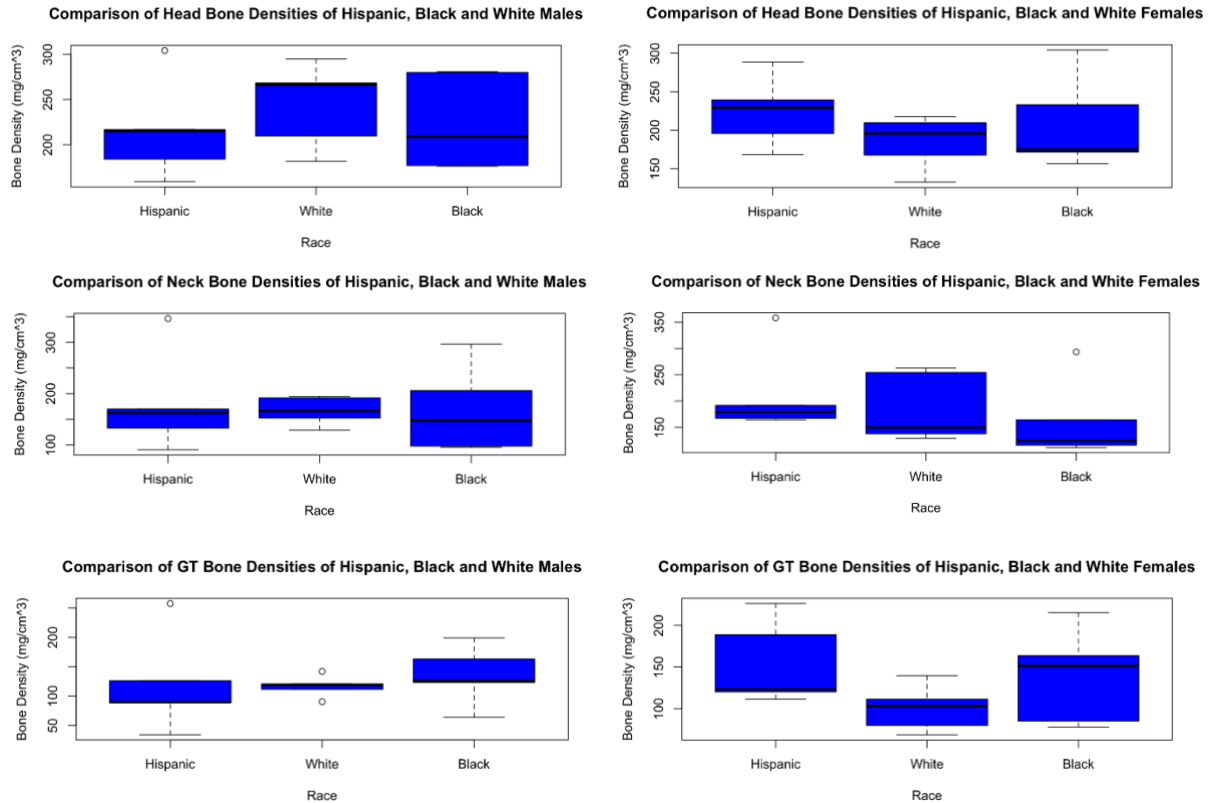 Comparison of Head Bone Densities of Hispanic, Black and White Males
Bone Density (mg/cm^3)
300
250
200
Hispanic White Black
Race
Comparison of Head Bone Densities of Hispanic, Black and White Females
Bone Density (mg/cm^3)
300
250
200
150
Hispanic White Black
Race
Comparison of Neck Bone Densities of Hispanic, Black and White Males
Bone Density (mg/cm^3)
300
200
100
Hispanic White Black
Race
Comparison of Neck Bone Densities of Hispanic, Black and White Females
Bone Density (mg/cm^3)
350
250
150
Hispanic White Black
Race
Comparison of GT Bone Densities of Hispanic, Black and White Males
Bone Density (mg/cm^3)
200
100
50
Hispanic White Black
Race
Comparison of GT Bone Densities of Hispanic, Black and White Females
Bone Density (mg/cm^3)
200
150
100
Hispanic White Black
Race